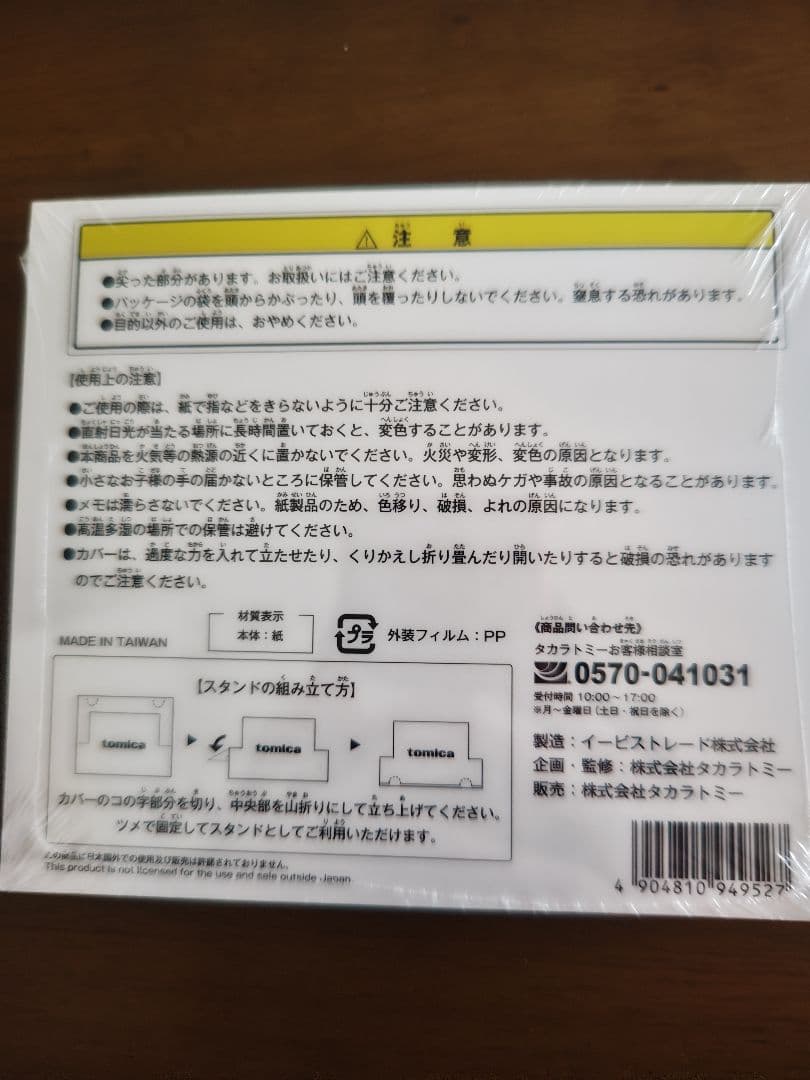 ⚠ 注 意
●尖った部分があります。お取扱いにはご注意ください。
●パッケージの袋を頭からかぶったり、頭を覆ったりしないでください。窒息する恐れがあります。
●目的以外のご使用は、おやめください。
【使用上の注意】
●ご使用の際は、紙で指などをきらないように十分ご注意ください。
●直射日光が当たる場所に長時間置いておくと、変色することがあります。
●本商品を火気等の熱源の近くに置かないでください。火災や変形、変色の原因となります。
●小さなお子様の手の届かないところに保管してください。思わぬケガや事故の原因となることがあります。
●メモは濡らさないでください。紙製品のため、色移り、破損、よれの原因になります。
●高温多湿の場所での保管は避けてください。
●カバーは、過度な力を入れて立たせたり、くりかえし折り畳んだり開いたりすると破損の恐れがあります
のでご注意ください。
MADE IN TAIWAN
材質表示
本体：紙
プラ
外装フィルム：PP
《商品問い合わせ先》
タカラトミーお客様相談室
0570-041031
受付時間 10:00～17:00
※月～金曜日（土日・祝日を除く）
製造：イービストレード株式会社
企画・監修：株式会社タカラトミー
販売：株式会社タカラトミー
【スタンドの組み立て方】
tomica
tomica
tomica
カバーのコの字部分を切り、中央部を山折りにして立ち上げてください。
ツメで固定してスタンドとしてご利用いただけます。
この商品は日本国外での使用及び販売は許諾されておりません。
This product is not licensed for the use and sale outside Japan.
4 904810 949527